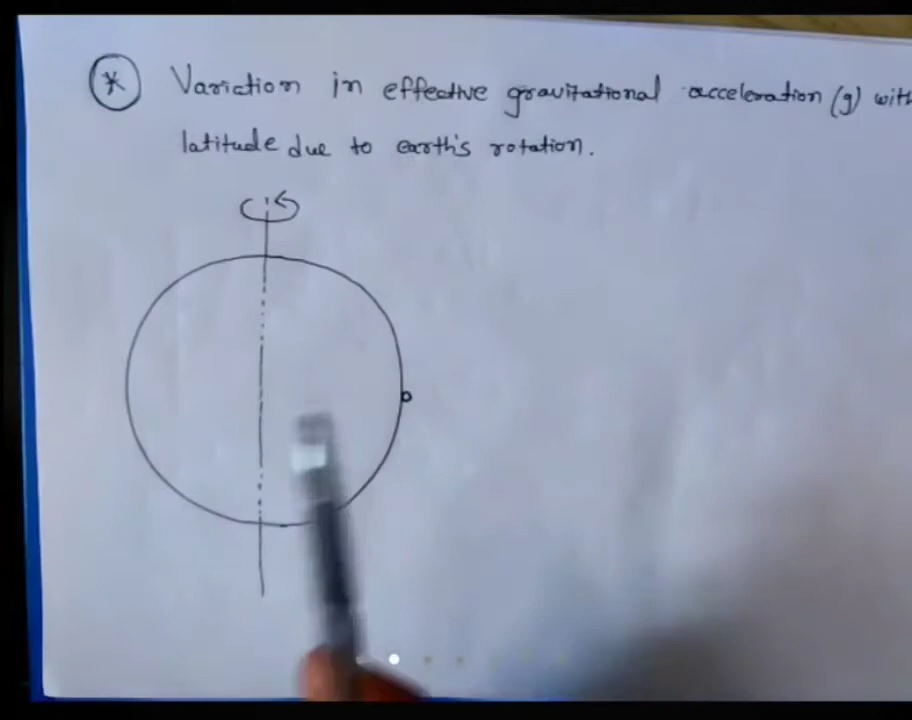 * Variation in effective gravitational acceleration (g) with
latitude due to earth's rotation.